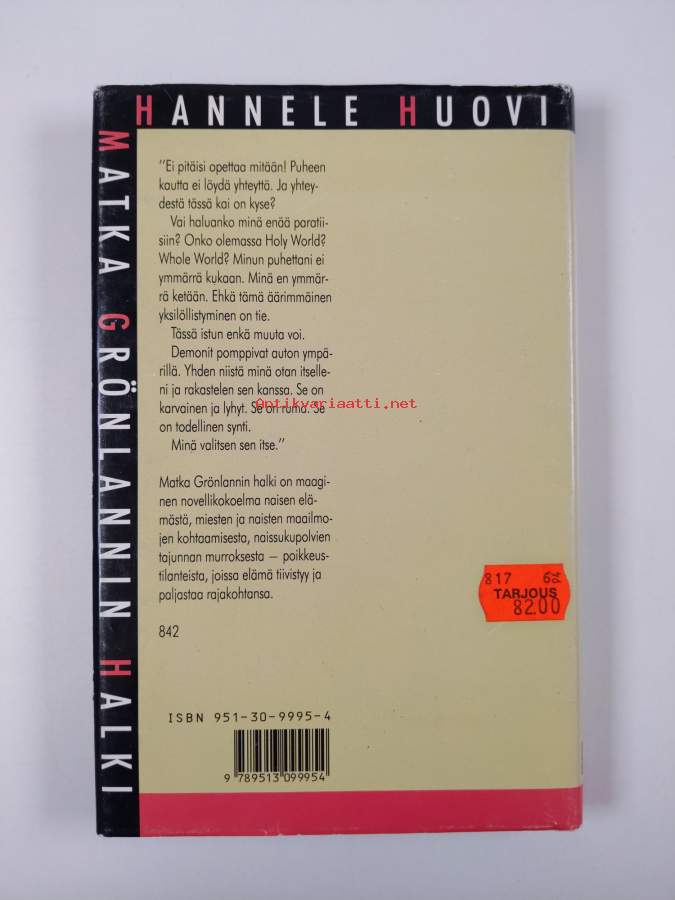 HANNELE HUOVI
MATKA GRÖNLANNIN HALKI
"Ei pitäisi opettaa mitään! Puheen
kautta ei löydä yhteyttä. Ja yhtey-
destä tässä kai on kyse?
Vai haluanko minä enää paratii-
siin? Onko olemassa Holy World?
Whole World? Minun puhettani ei
ymmärrä kukaan. Minä en ymmär-
rä ketään. Ehkä tämä äärimmäinen
yksilöllistyminen on tie.
Tässä istun enkä muuta voi.
Demonit pomppivat auton ympä-
rillä. Yhden niistä minä otan itselle-
ni ja rakastelen sen kanssa. Se on
karvainen ja lyhyt. Se on ruma. Se
on todellinen synti.
Minä valitsen sen itse."
Antikvariaatti.net
Matka Grönlannin halki on maagi-
nen novellikokoelma naisen elä-
mästä, miesten ja naisten maailmo-
jen kohtaamisesta, naissukupolvien
tajunnan murroksesta – poikkeus-
tilanteista, joissa elämä tiivistyy ja
paljastaa rajakohtansa.
842
817 6
TARJOUS
82.00
ISBN 951-30-9995-4
9 789513 099954